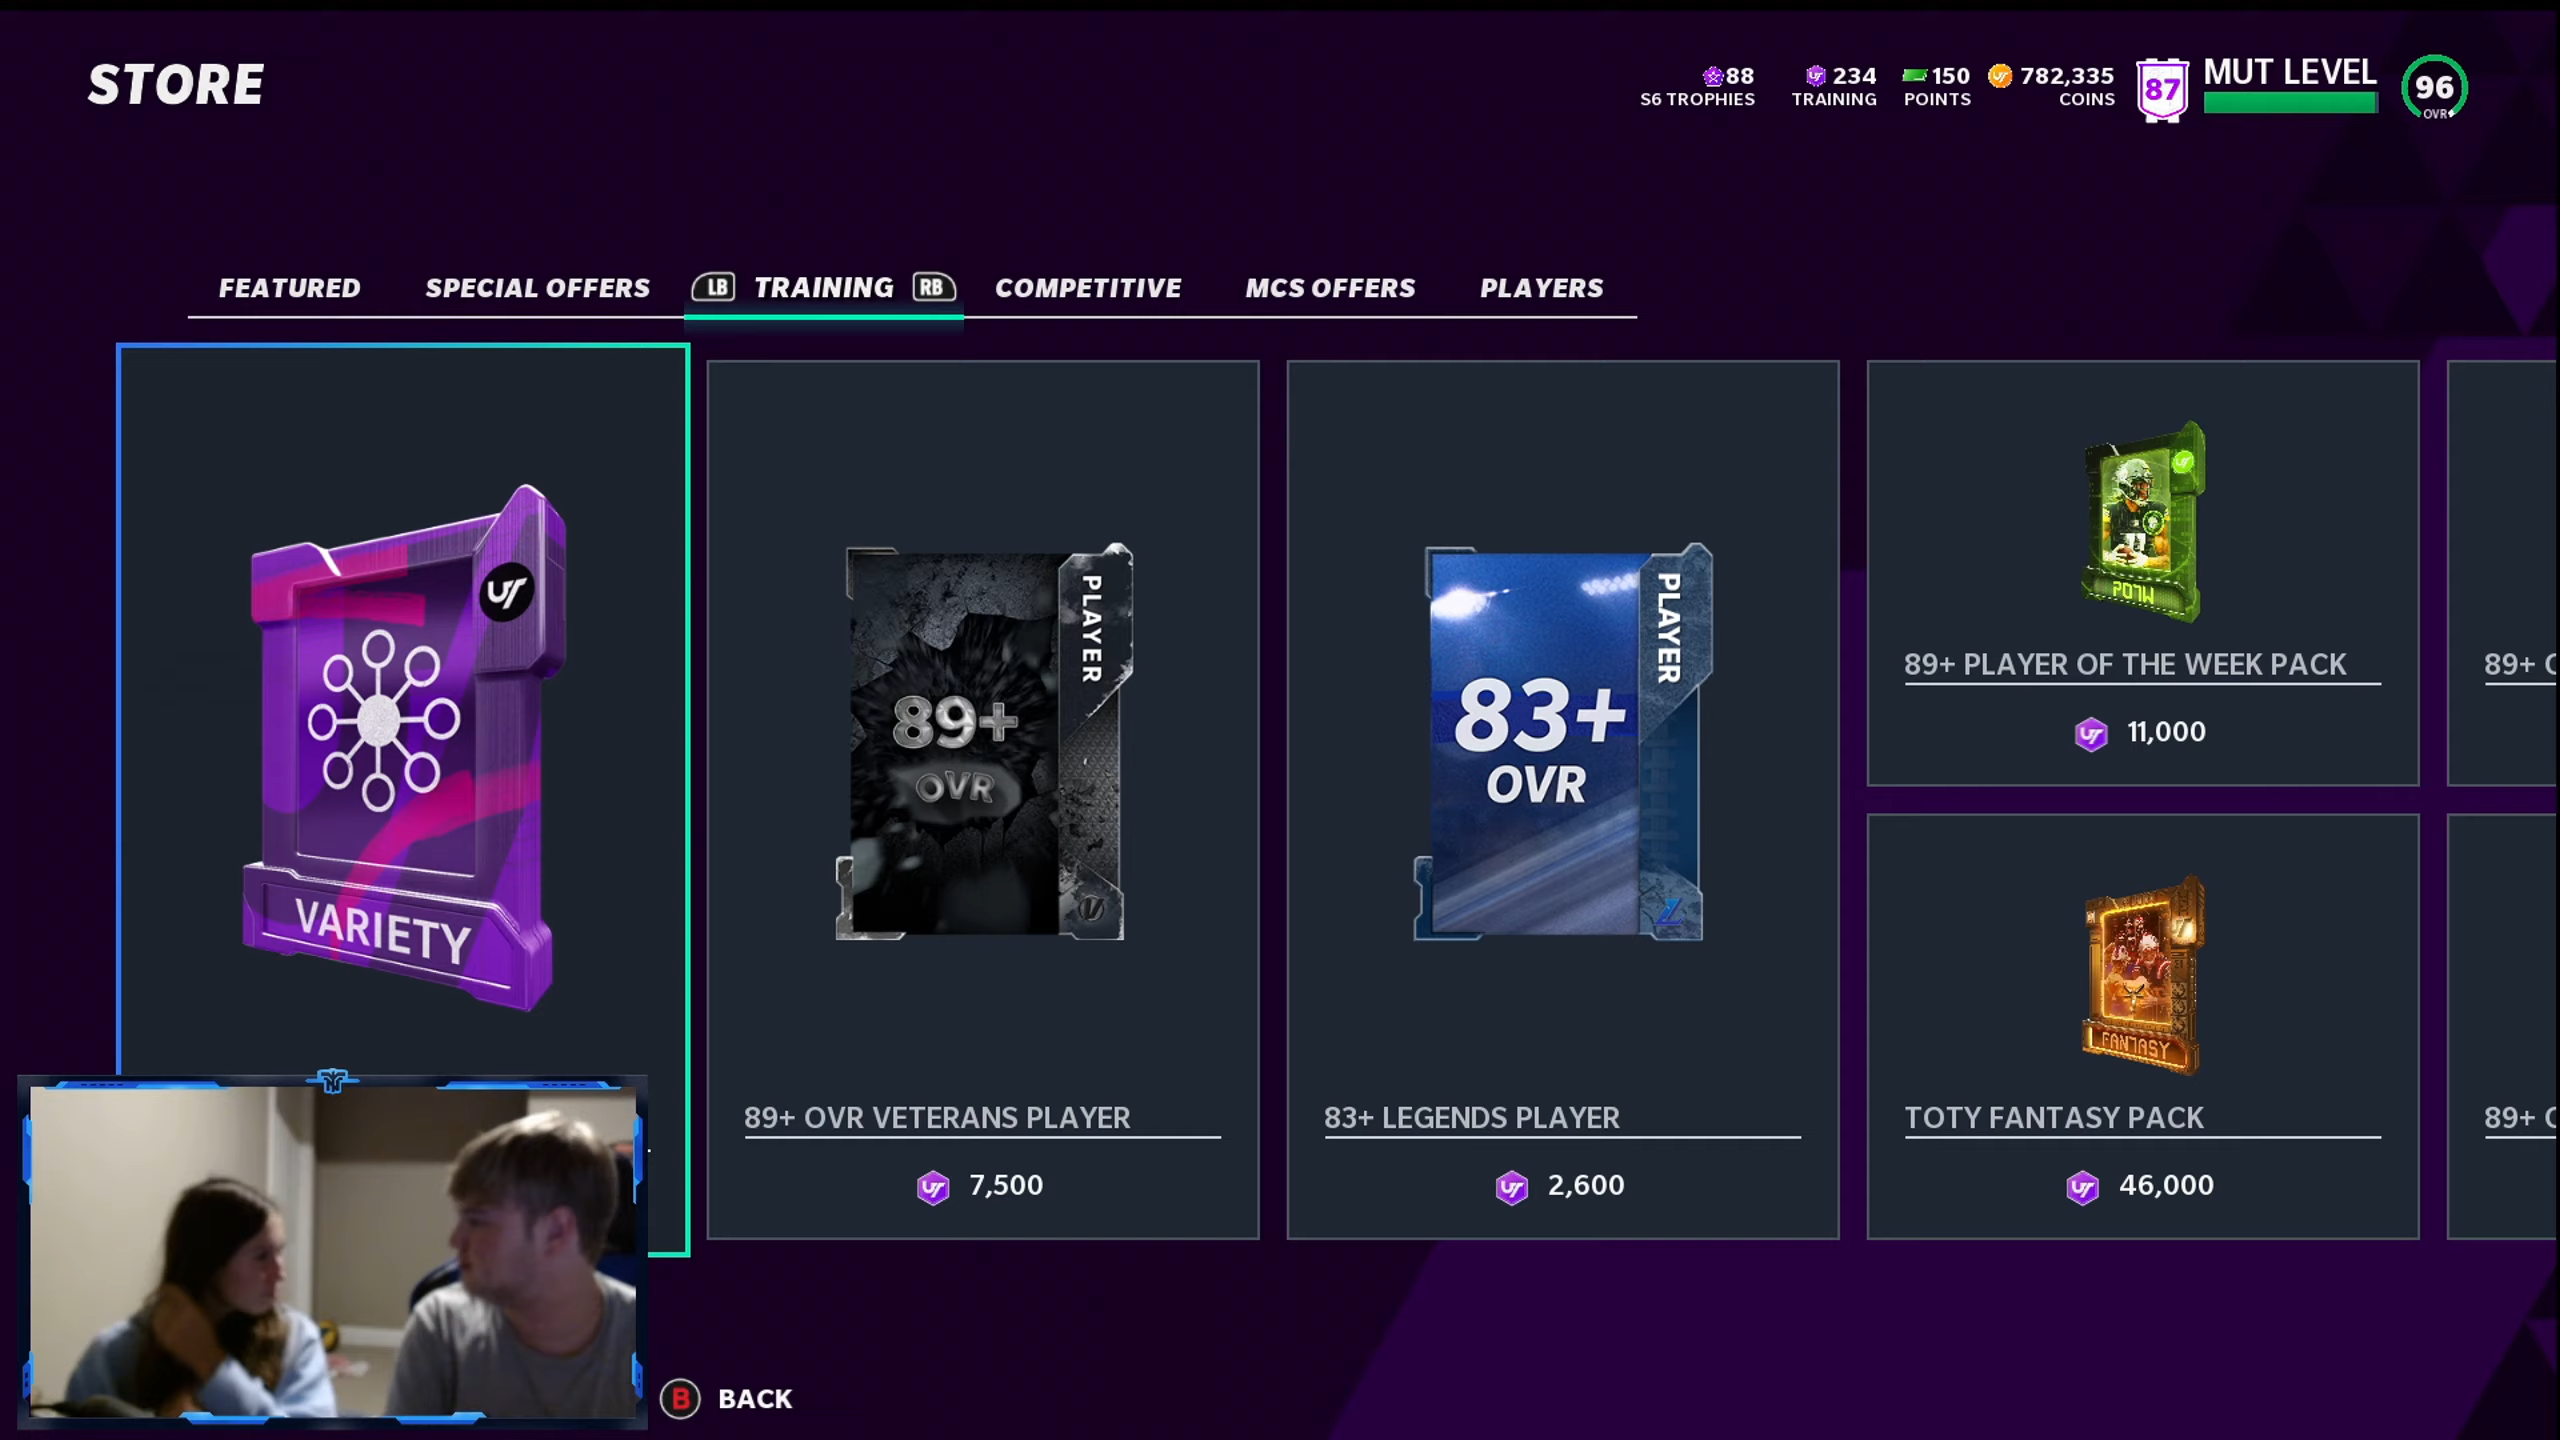 STORE
88
S6 TROPHIES
234
TRAINING
150
POINTS
782,335
COINS
87
MUT LEVEL
96
OVR
FEATURED
SPECIAL OFFERS
LB
TRAINING
RB
COMPETITIVE
MCS OFFERS
PLAYERS
UT
VARIETY
89+
OVR
PLAYER
89+ OVR VETERANS PLAYER
7,500
83+
OVR
PLAYER
83+ LEGENDS PLAYER
2,600
POTW
89+ PLAYER OF THE WEEK PACK
11,000
FANTASY
TOTY FANTASY PACK
46,000
89+
89+
B BACK